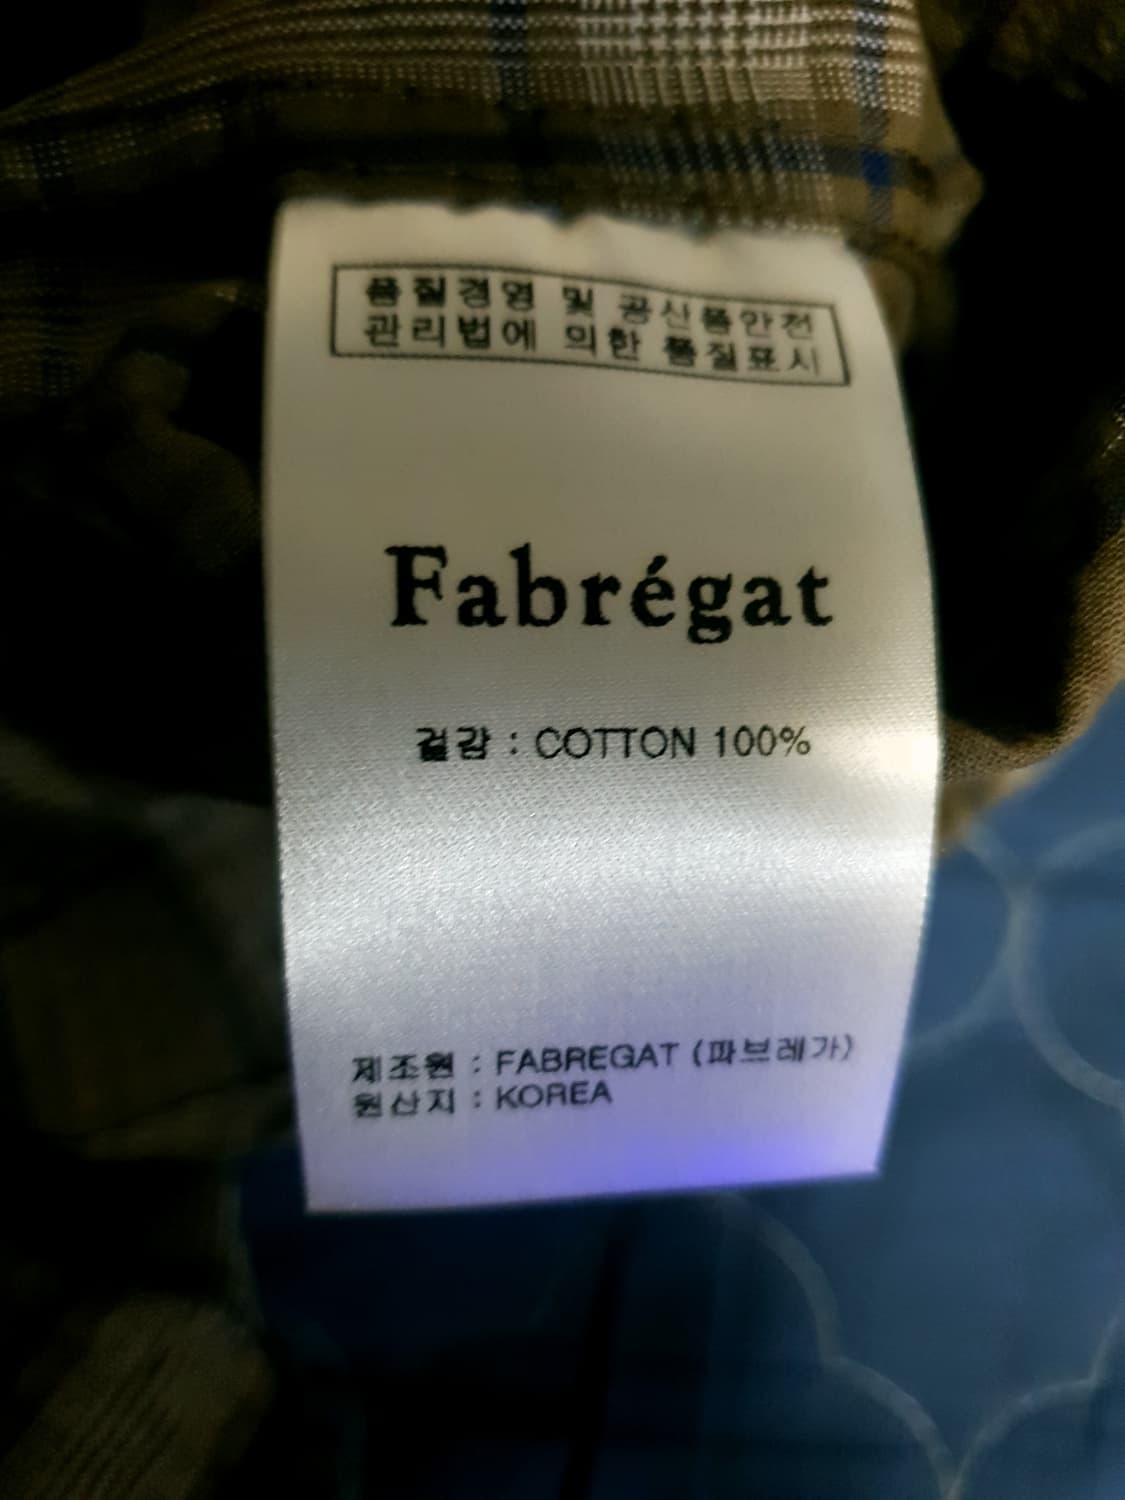 품질경영 및 공산품안전
관리법에 의한 품질표시
Fabrégat
겉감 : COTTON 100%
제조원 : FABREGAT (파브레가)
원산지 : KOREA